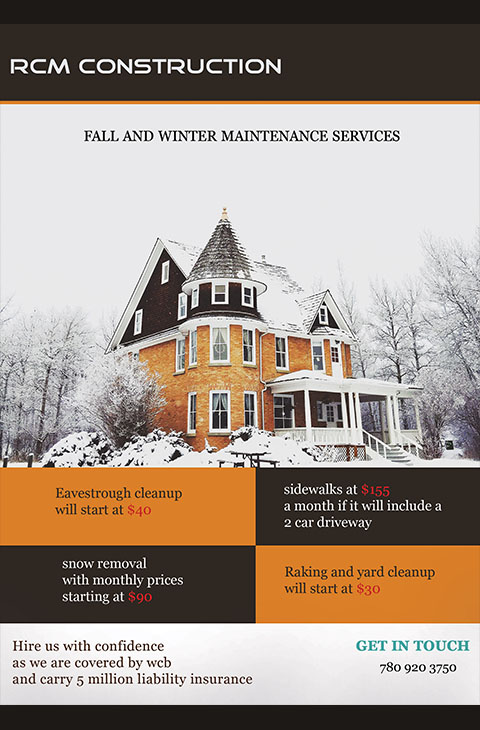 RCM CONSTRUCTION
FALL AND WINTER MAINTENANCE SERVICES
Eavestrough cleanup
will start at $40
sidewalks at $155
a month if it will include a
2 car driveway
snow removal
with monthly prices
starting at $90
Raking and yard cleanup
will start at $30
Hire us with confidence
as we are covered by wcb
and carry 5 million liability insurance
GET IN TOUCH
780 920 3750